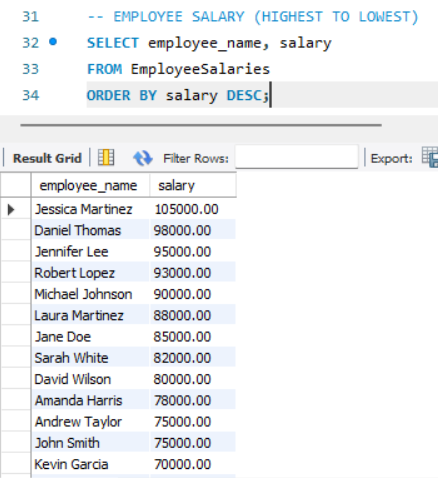 31 -- EMPLOYEE SALARY (HIGHEST TO LOWEST)
32 SELECT employee_name, salary
33 FROM EmployeeSalaries
34 ORDER BY salary DESC;
Result Grid Filter Rows: Export:
employee_name salary
Jessica Martinez 105000.00
Daniel Thomas 98000.00
Jennifer Lee 95000.00
Robert Lopez 93000.00
Michael Johnson 90000.00
Laura Martinez 88000.00
Jane Doe 85000.00
Sarah White 82000.00
David Wilson 80000.00
Amanda Harris 78000.00
Andrew Taylor 75000.00
John Smith 75000.00
Kevin Garcia 70000.00